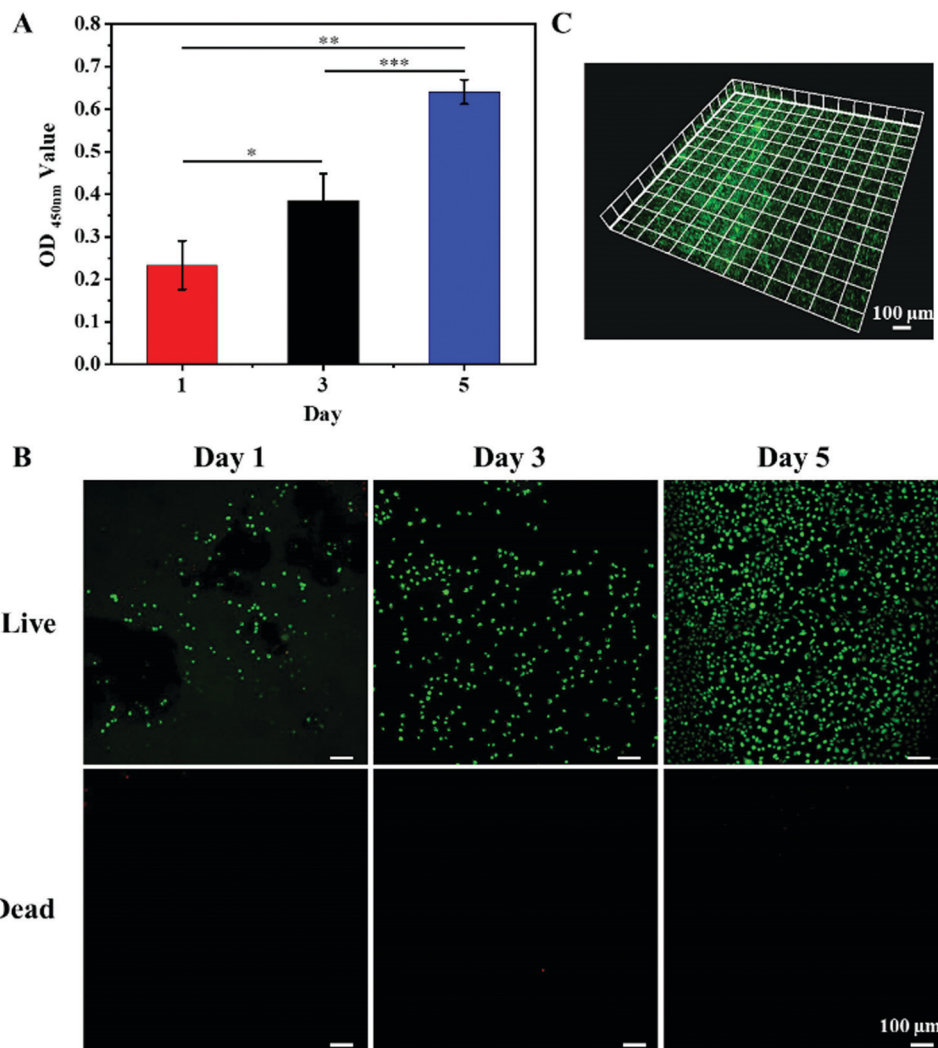 A
C
0.8
0.7
0.6
0.5
0.4
0.3
0.2
0.1
0.0
OD 450nm Value
**
***
*
1 3 5
Day
100 μm
B
Day 1 Day 3 Day 5
Live
Dead
100 μm